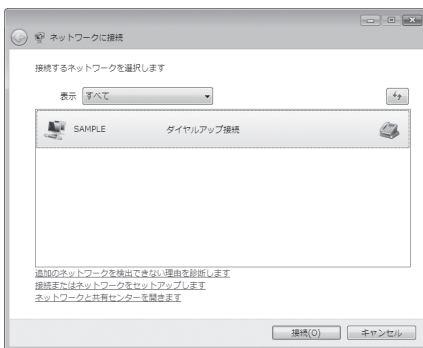 ネットワークに接続
接続するネットワークを選択します
表示 すべて
SAMPLE ダイヤルアップ接続
追加のネットワークを検出できない理由を診断します
接続またはネットワークをセットアップします
ネットワークと共有センターを開きます
接続(O) キャンセル